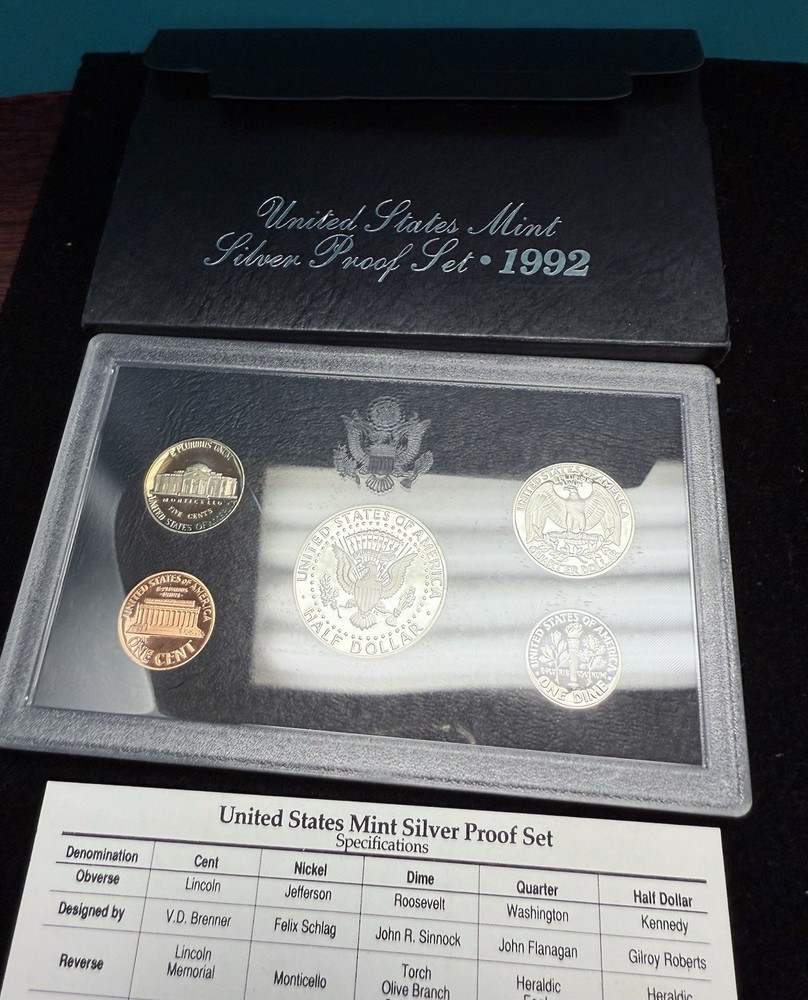 United States Mint
Silver Proof Set • 1992
E PLURIBUS UNUM
MONTICELLO
FIVE CENTS
UNITED STATES OF AMERICA
UNITED STATES OF AMERICA
HALF DOLLAR
UNITED STATES OF AMERICA
QUARTER DOLLAR
UNITED STATES OF AMERICA
E PLURIBUS
UNUM
ONE CENT
UNITED STATES OF AMERICA
ONE DIME
United States Mint Silver Proof Set
Specifications
Denomination Cent Nickel Dime Quarter Half Dollar
Obverse Lincoln Jefferson Roosevelt Washington Kennedy
Designed by V.D. Brenner Felix Schlag John R. Sinnock John Flanagan Gilroy Roberts
Reverse Lincoln Memorial Monticello Torch Heraldic Heraldic
Olive Branch